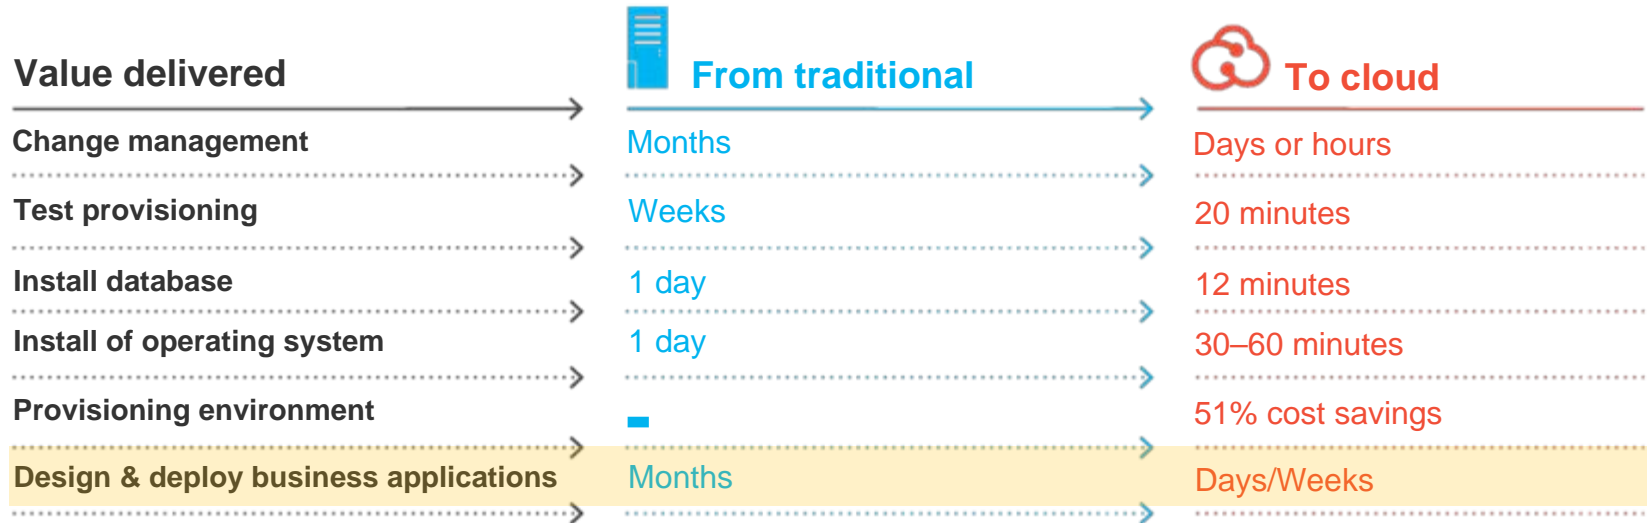 Value delivered From traditional To cloud
Change management Months Days or hours
Test provisioning Weeks 20 minutes
Install database 1 day 12 minutes
Install of operating system 1 day 30–60 minutes
Provisioning environment - 51% cost savings
Design & deploy business applications Months Days/Weeks